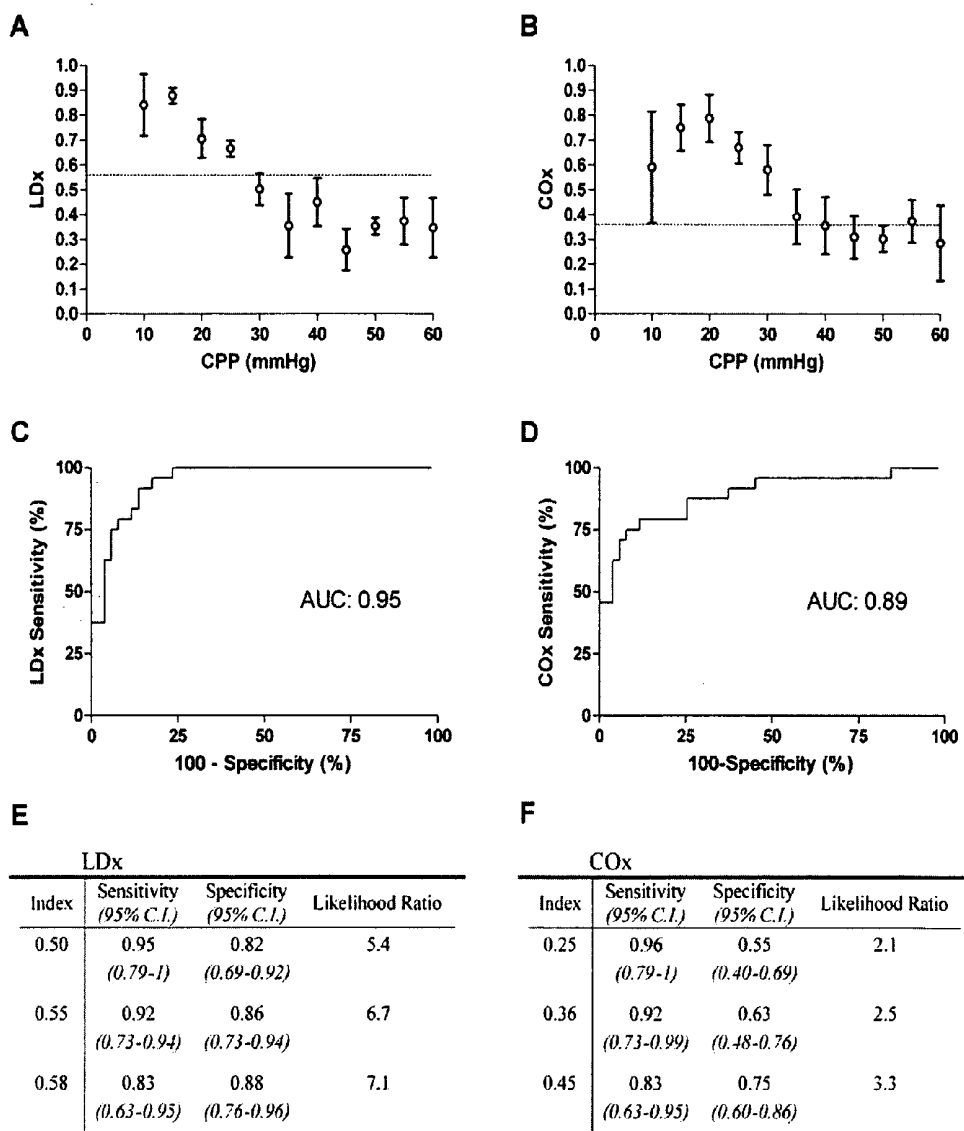 A
B
LDx
1.0
0.9
0.8
0.7
0.6
0.5
0.4
0.3
0.2
0.1
0.0
0 10 20 30 40 50 60
CPP (mmHg)
COx
1.0
0.9
0.8
0.7
0.6
0.5
0.4
0.3
0.2
0.1
0.0
0 10 20 30 40 50 60
CPP (mmHg)
C
D
LDx Sensitivity (%)
100
75
50
25
0
AUC: 0.95
0 25 50 75 100
100 - Specificity (%)
COx Sensitivity (%)
100
75
50
25
0
AUC: 0.89
0 25 50 75 100
100-Specificity (%)
E
LDx
Index Sensitivity (95% C.I.) Specificity (95% C.I.) Likelihood Ratio
0.50 0.95 0.82 5.4
(0.79-1) (0.69-0.92)
0.55 0.92 0.86 6.7
(0.73-0.94) (0.73-0.94)
0.58 0.83 0.88 7.1
(0.63-0.95) (0.76-0.96)
F
COx
Index Sensitivity (95% C.I.) Specificity (95% C.I.) Likelihood Ratio
0.25 0.96 0.55 2.1
(0.79-1) (0.40-0.69)
0.36 0.92 0.63 2.5
(0.73-0.99) (0.48-0.76)
0.45 0.83 0.75 3.3
(0.63-0.95) (0.60-0.86)